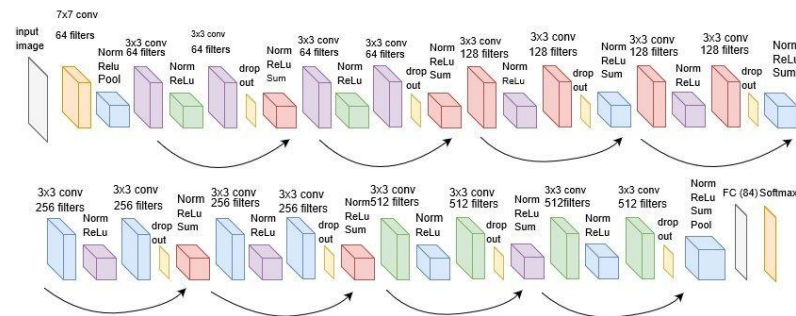 input
image
7x7 conv
64 filters
Norm
Relu
Pool
3x3 conv
64 filters
Norm
ReLu
3x3 conv
64 filters
drop
out
Norm
ReLu
Sum
3x3 conv
64 filters
Norm
ReLu
3x3 conv
64 filters
drop
out
Norm
ReLu
Sum
3x3 conv
128 filters
Norm
ReLu
3x3 conv
128 filters
drop
out
Norm
ReLu
Sum
3x3 conv
128 filters
Norm
ReLu
3x3 conv
128 filters
drop
out
Norm
ReLu
Sum
3x3 conv
256 filters
Norm
ReLu
3x3 conv
256 filters
drop
out
Norm
ReLu
Sum
3x3 conv
256 filters
Norm
ReLu
3x3 conv
256 filters
drop
out
Norm
ReLu
Sum
3x3 conv
512 filters
Norm
ReLu
3x3 conv
512 filters
drop
out
Norm
ReLu
Sum
3x3 conv
512filters
Norm
ReLu
3x3 conv
512 filters
drop
out
Norm
ReLu
Sum
Pool
FC (84)
Softmax